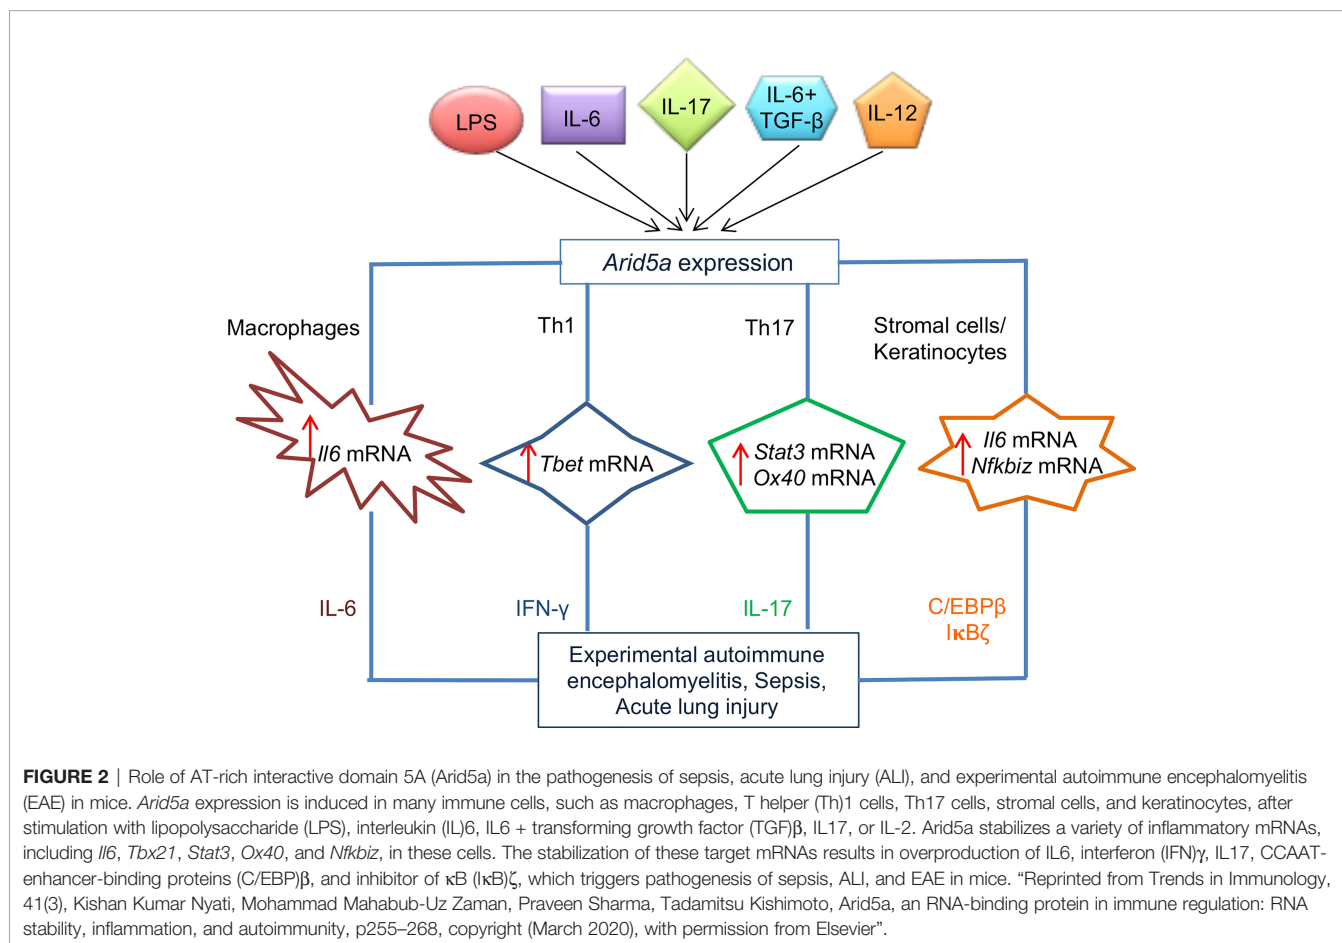 LPS
IL-6
IL-17
IL-6+
TGF-β
IL-12
Arid5a expression
Macrophages
Th1
Th17
Stromal cells/
Keratinocytes
Il6 mRNA
Tbet mRNA
Stat3 mRNA
Ox40 mRNA
Il6 mRNA
Nfkbiz mRNA
IL-6
IFN-γ
IL-17
C/EBPβ
IκBζ
Experimental autoimmune
encephalomyelitis, Sepsis,
Acute lung injury
FIGURE 2 | Role of AT-rich interactive domain 5A (Arid5a) in the pathogenesis of sepsis, acute lung injury (ALI), and experimental autoimmune encephalomyelitis
(EAE) in mice. Arid5a expression is induced in many immune cells, such as macrophages, T helper (Th)1 cells, Th17 cells, stromal cells, and keratinocytes, after
stimulation with lipopolysaccharide (LPS), interleukin (IL)6, IL6 + transforming growth factor (TGF)β, IL17, or IL-2. Arid5a stabilizes a variety of inflammatory mRNAs,
including Il6, Tbx21, Stat3, Ox40, and Nfkbiz, in these cells. The stabilization of these target mRNAs results in overproduction of IL6, interferon (IFN)γ, IL17, CCAAT-
enhancer-binding proteins (C/EBP)β, and inhibitor of κB (IκB)ζ, which triggers pathogenesis of sepsis, ALI, and EAE in mice. “Reprinted from Trends in Immunology,
41(3), Kishan Kumar Nyati, Mohammad Mahabub-Uz Zaman, Praveen Sharma, Tadamitsu Kishimoto, Arid5a, an RNA-binding protein in immune regulation: RNA
stability, inflammation, and autoimmunity, p255–268, copyright (March 2020), with permission from Elsevier”.